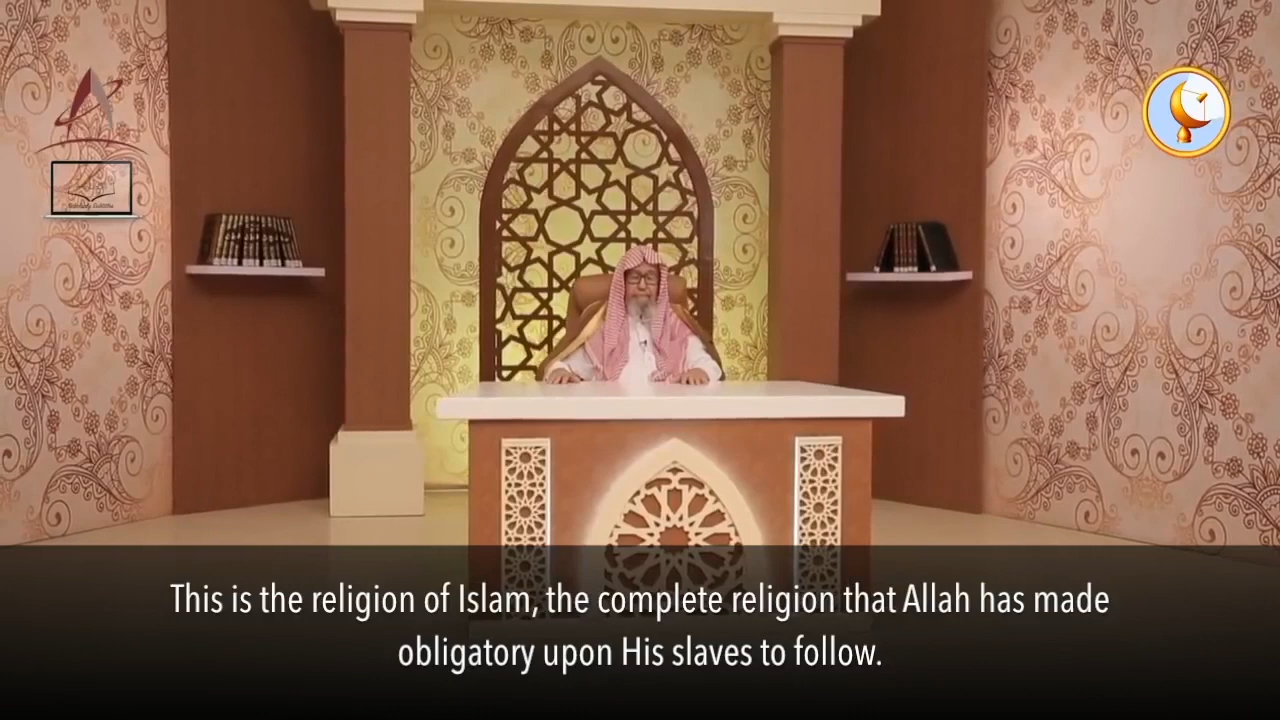 This is the religion of Islam, the complete religion that Allah has made
obligatory upon His slaves to follow.